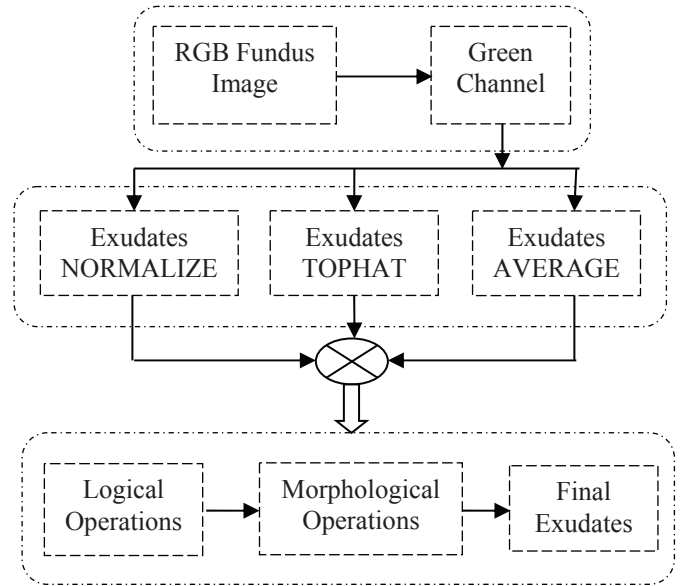 RGB Fundus
Image
Green
Channel
Exudates
NORMALIZE
Exudates
TOPHAT
Exudates
AVERAGE
Logical
Operations
Morphological
Operations
Final
Exudates